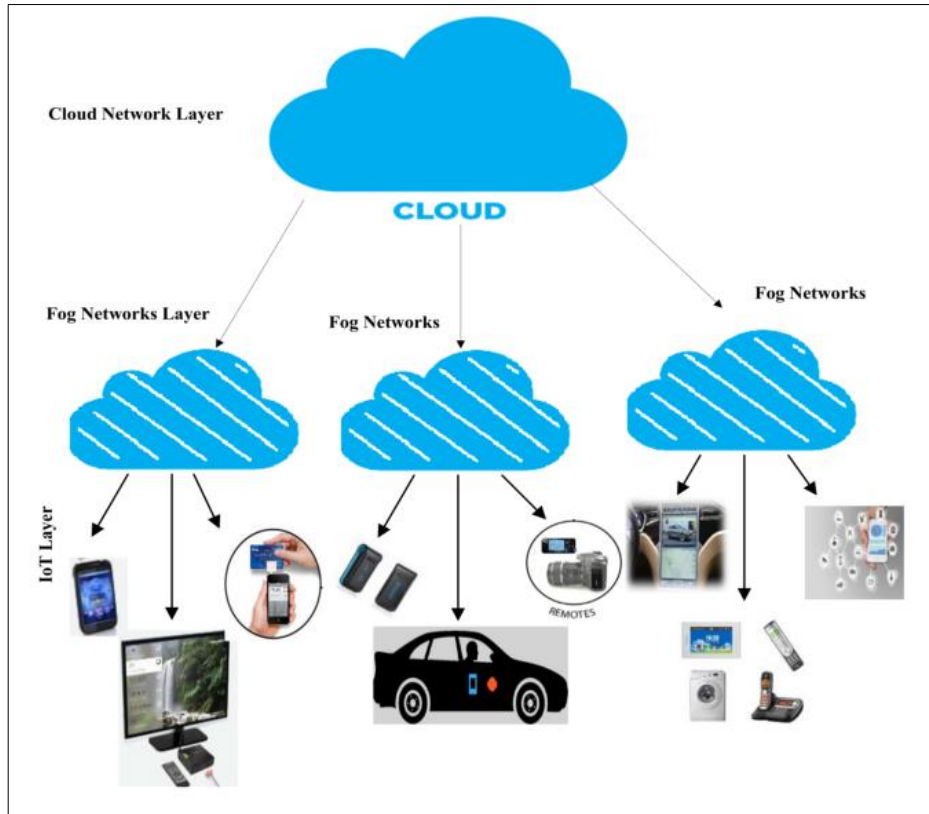 Cloud Network Layer
CLOUD
Fog Networks
Fog Networks Layer
Fog Networks
IoT Layer
REMOTES